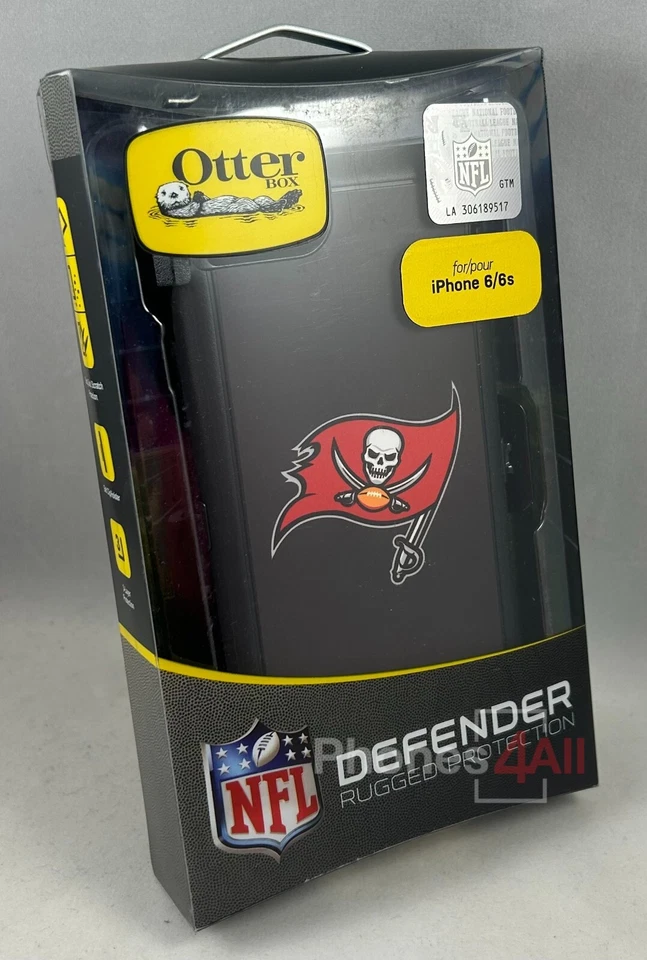 Otter
BOX
NFL
GTM
LA 306189517
for/pour
iPhone 6/6s
NFL
DEFENDER
RUGGED PROTECTION
Phones4All